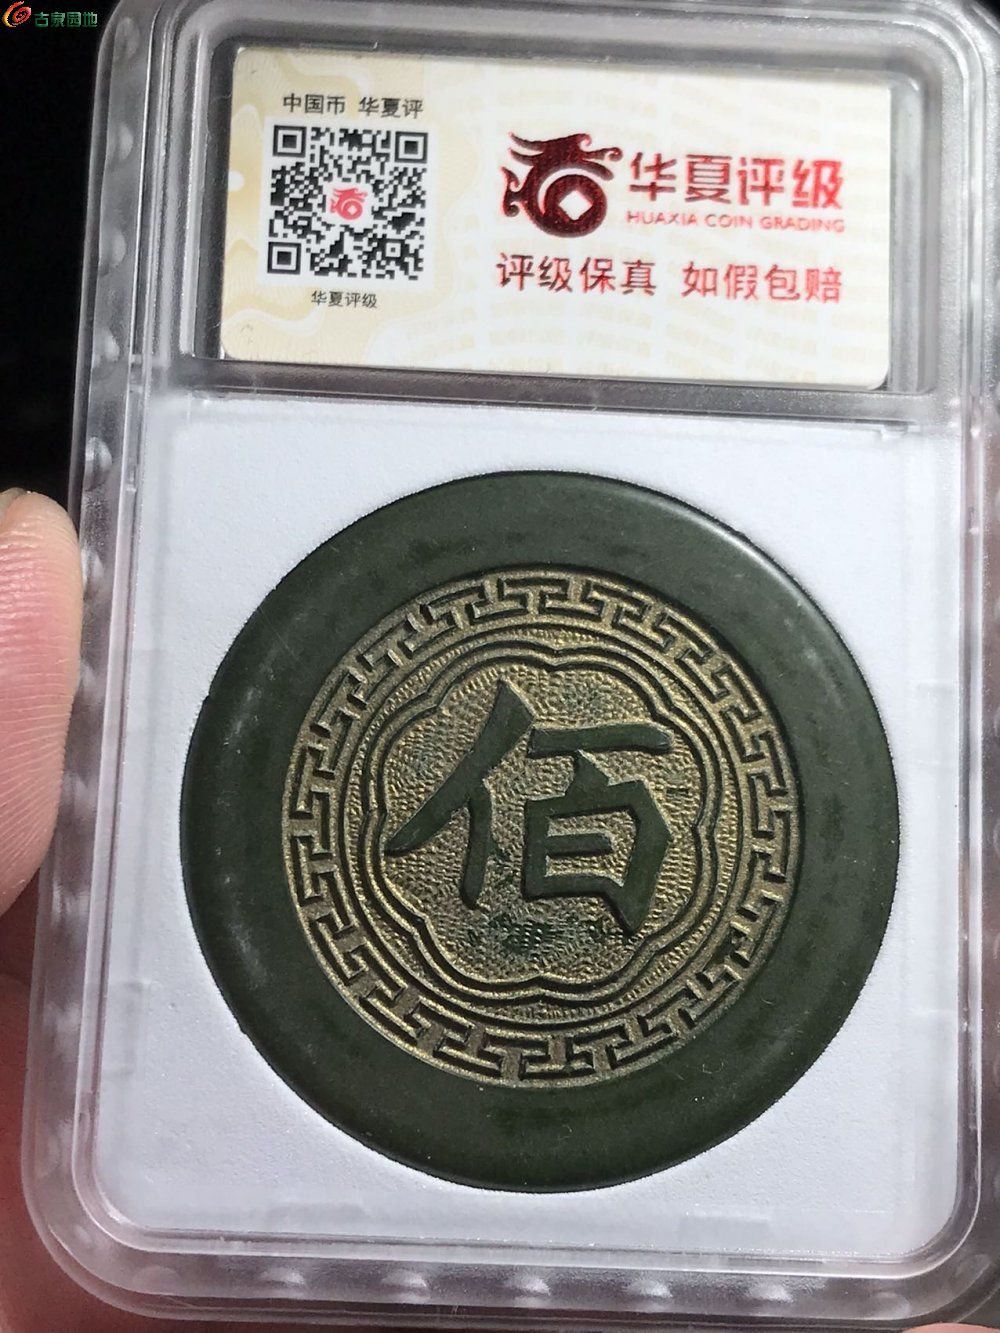 古泉园地
中国币 华夏评
华夏评级
华夏评级
HUAXIA COIN GRADING
评级保真 如假包赔
佰